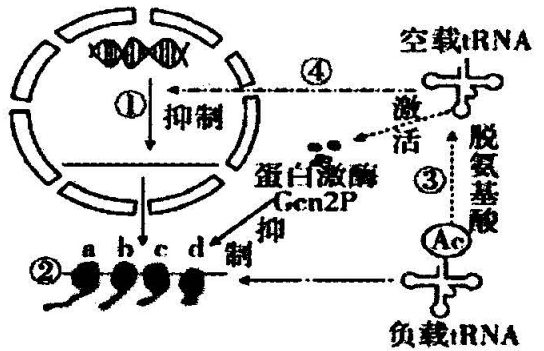 空载tRNA
④
①
抑制
激活
脱氨基酸
③
蛋白激酶
Gcn2P
抑制
a b c d
②
Ac
负载tRNA